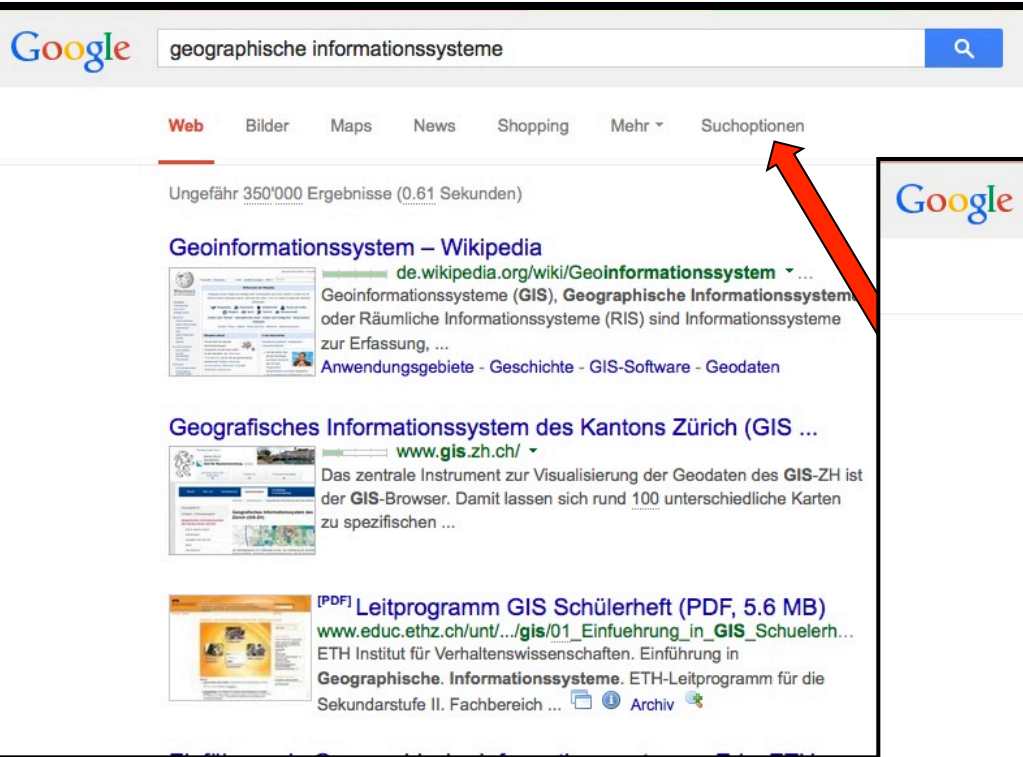 Google
geographische informationssysteme
Web Bilder Maps News Shopping Mehr Suchoptionen
Ungefähr 350'000 Ergebnisse (0.61 Sekunden)
Geoinformationssystem – Wikipedia
de.wikipedia.org/wiki/Geoinformationssystem ...
Geoinformationssysteme (GIS), Geographische Informationssysteme
oder Räumliche Informationssysteme (RIS) sind Informationssysteme
zur Erfassung, ...
Anwendungsgebiete - Geschichte - GIS-Software - Geodaten
Geografisches Informationssystem des Kantons Zürich (GIS ...
www.gis.zh.ch/
Das zentrale Instrument zur Visualisierung der Geodaten des GIS-ZH ist
der GIS-Browser. Damit lassen sich rund 100 unterschiedliche Karten
zu spezifischen ...
[PDF] Leitprogramm GIS Schülerheft (PDF, 5.6 MB)
www.educ.ethz.ch/unt/.../gis/01_Einfuehrung_in_GIS_Schuelerh...
ETH Institut für Verhaltenswissenschaften. Einführung in
Geographische. Informationssysteme. ETH-Leitprogramm für die
Sekundarstufe II. Fachbereich ... Archiv
Google